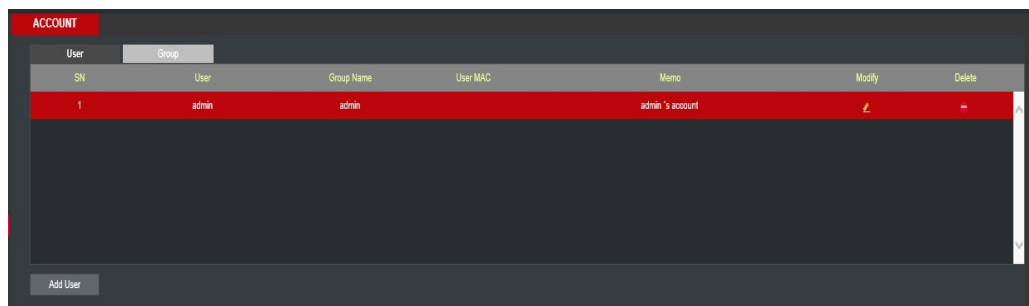 ACCOUNT
User Group
SN User Group Name User MAC Memo Modify Delete
1 admin admin admin 's account
Add User